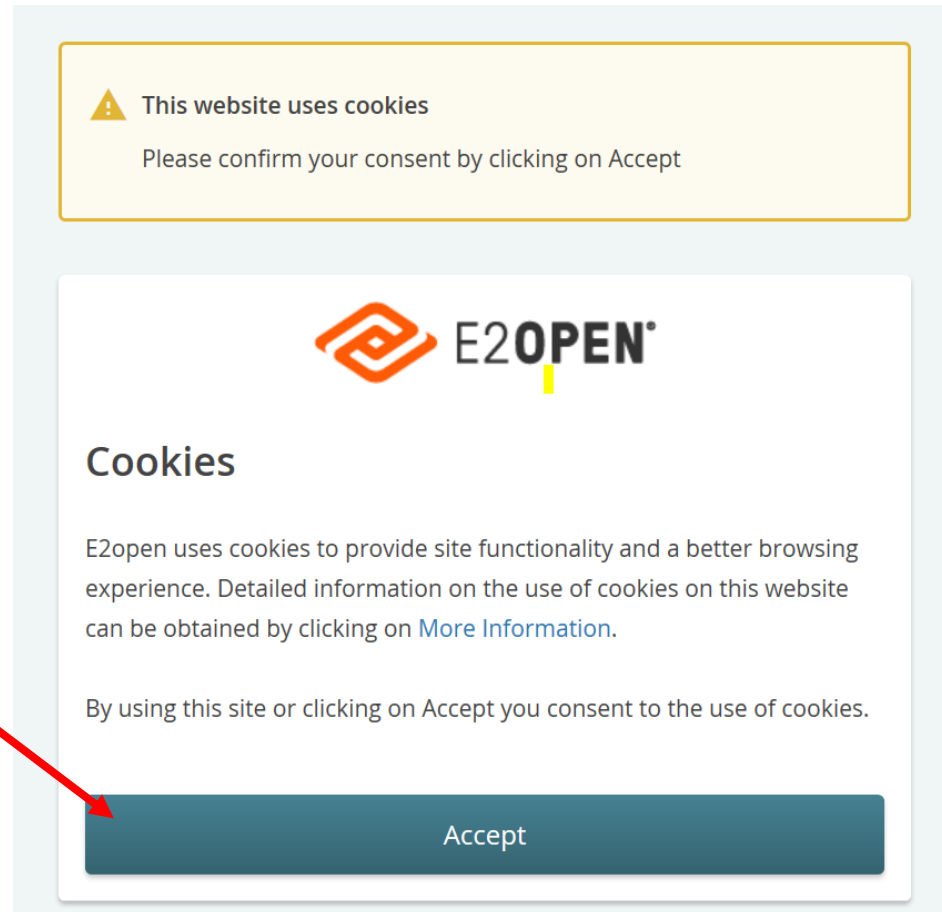 This website uses cookies
Please confirm your consent by clicking on Accept
E2OPEN®
Cookies
E2open uses cookies to provide site functionality and a better browsing
experience. Detailed information on the use of cookies on this website
can be obtained by clicking on More Information.
By using this site or clicking on Accept you consent to the use of cookies.
Accept